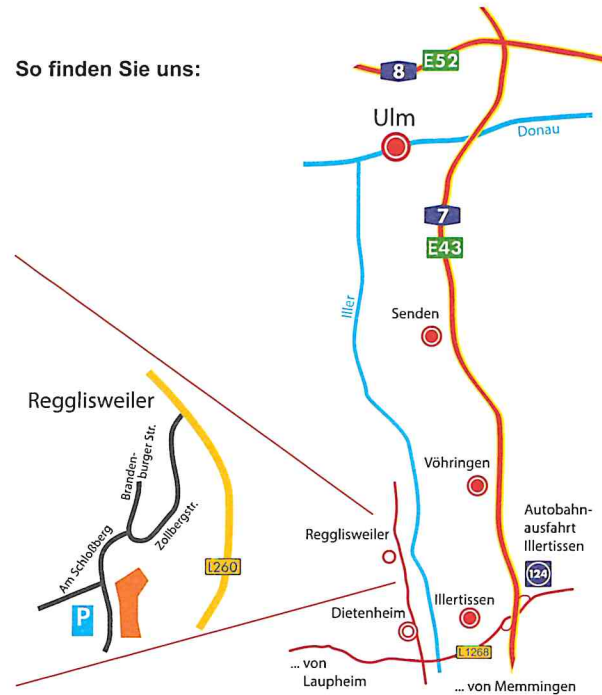 So finden Sie uns:
8
E52
Ulm
Donau
7
E43
Iller
Senden
Regglisweiler
Branden-
burger Str.
Zollbergstr.
Am Schloßberg
L260
P
Vöhringen
Autobahn-
ausfahrt
Illertissen
124
Regglisweiler
Dietenheim
Illertissen
L1268
... von
Laupheim
... von Memmingen